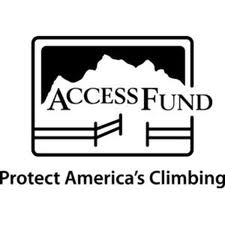 ACCESS FUND
Protect America's Climbing